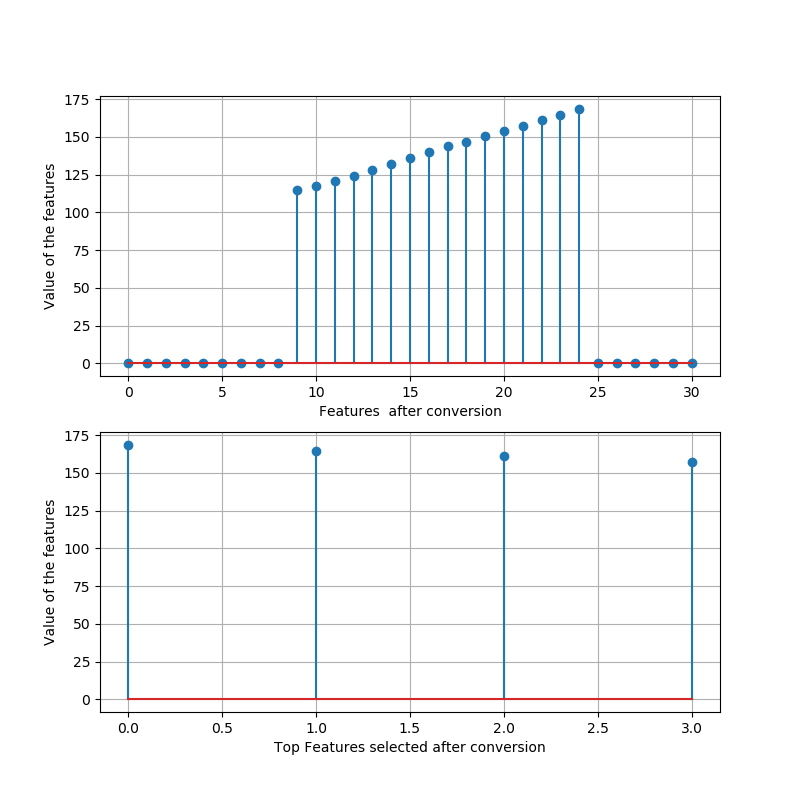 175
150
125
100
75
50
25
0
Value of the features
0 5 10 15 20 25 30
Features  after conversion
175
150
125
100
75
50
25
0
Value of the features
0.0 0.5 1.0 1.5 2.0 2.5 3.0
Top Features selected after conversion